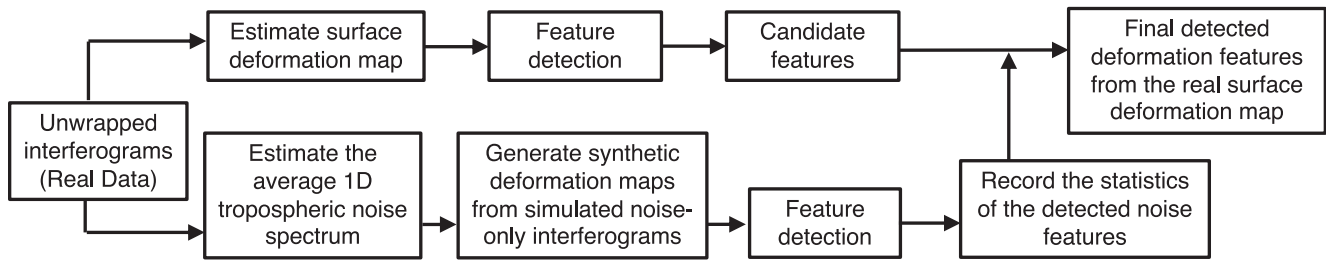 Estimate surface
deformation map
Feature
detection
Candidate
features
Final detected
deformation features
from the real surface
deformation map
Unwrapped
interferograms
(Real Data)
Estimate the
average 1D
tropospheric noise
spectrum
Generate synthetic
deformation maps
from simulated noise-
only interferograms
Feature
detection
Record the statistics
of the detected noise
features